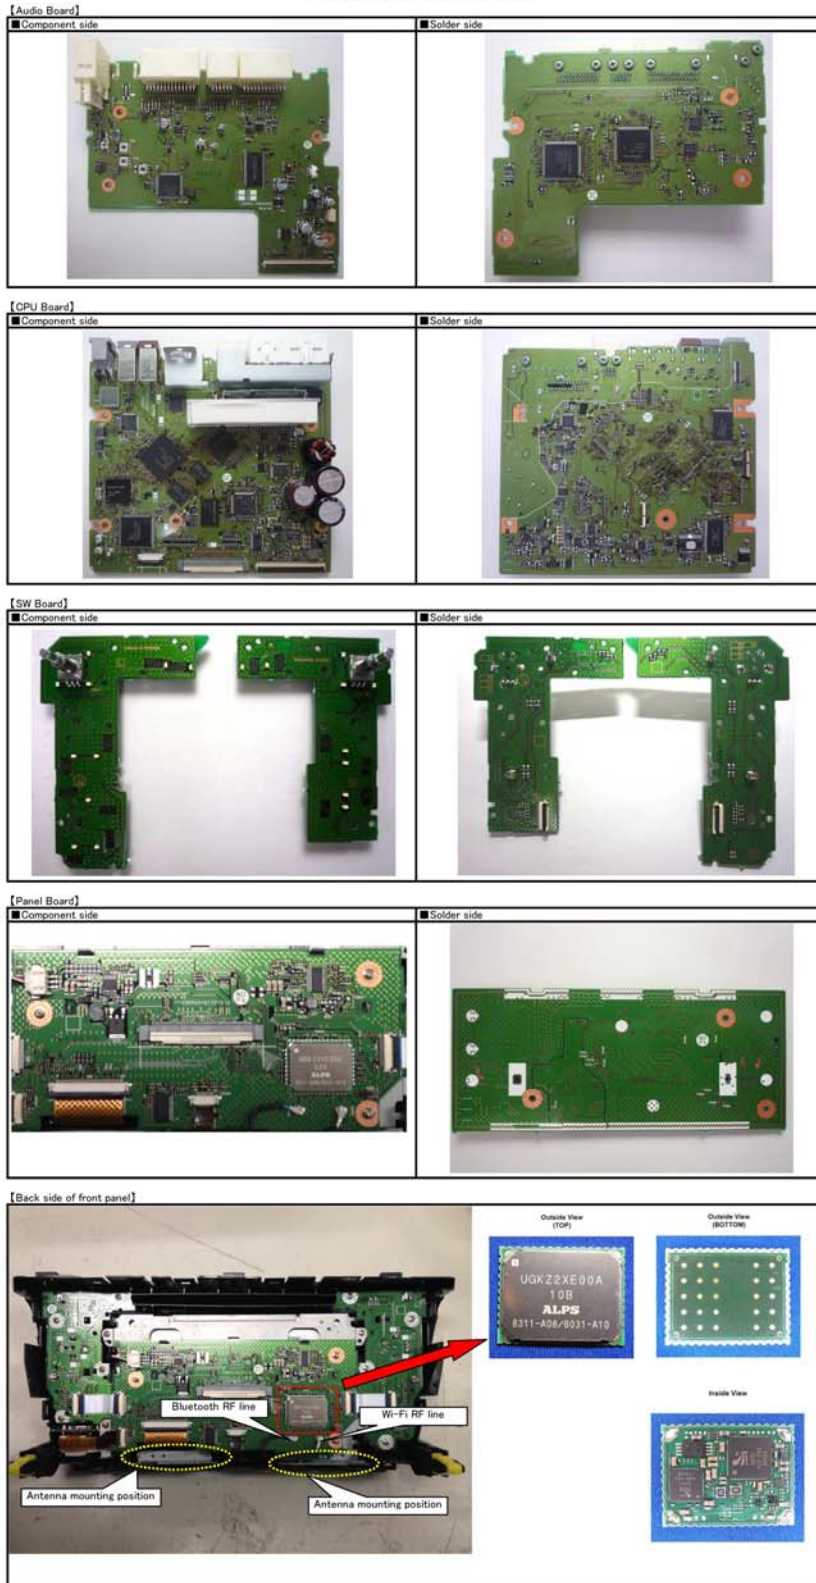 【Audio Board】
■Component side
■Solder side
【CPU Board】
■Component side
■Solder side
【SW Board】
■Component side
■Solder side
【Panel Board】
■Component side
■Solder side
ALPS
【Back side of front panel】
Bluetooth RF line
Wi-Fi RF line
Antenna mounting position
Antenna mounting position
Outside View
(TOP)
UGKZ2XE00A
10B
ALPS
8311-A08/6031-A10
Outside View
(BOTTOM)
Inside View